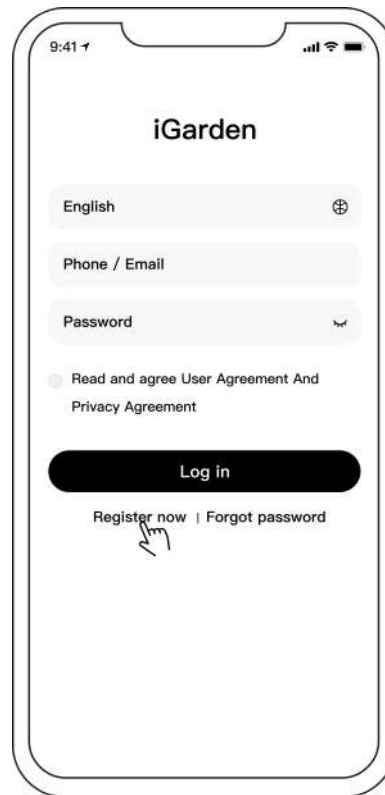 9:41
iGarden
English
Phone / Email
Password
Read and agree User Agreement And
Privacy Agreement
Log in
Register now | Forgot password